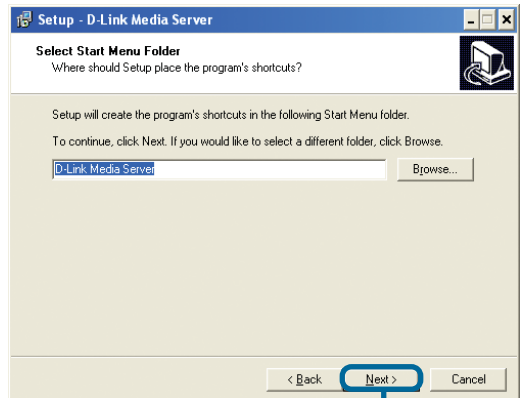 Setup - D-Link Media Server
Select Start Menu Folder
Where should Setup place the program's shortcuts?
Setup will create the program's shortcuts in the following Start Menu folder.
To continue, click Next. If you would like to select a different folder, click Browse.
D-Link Media Server
Browse...
< Back
Next >
Cancel